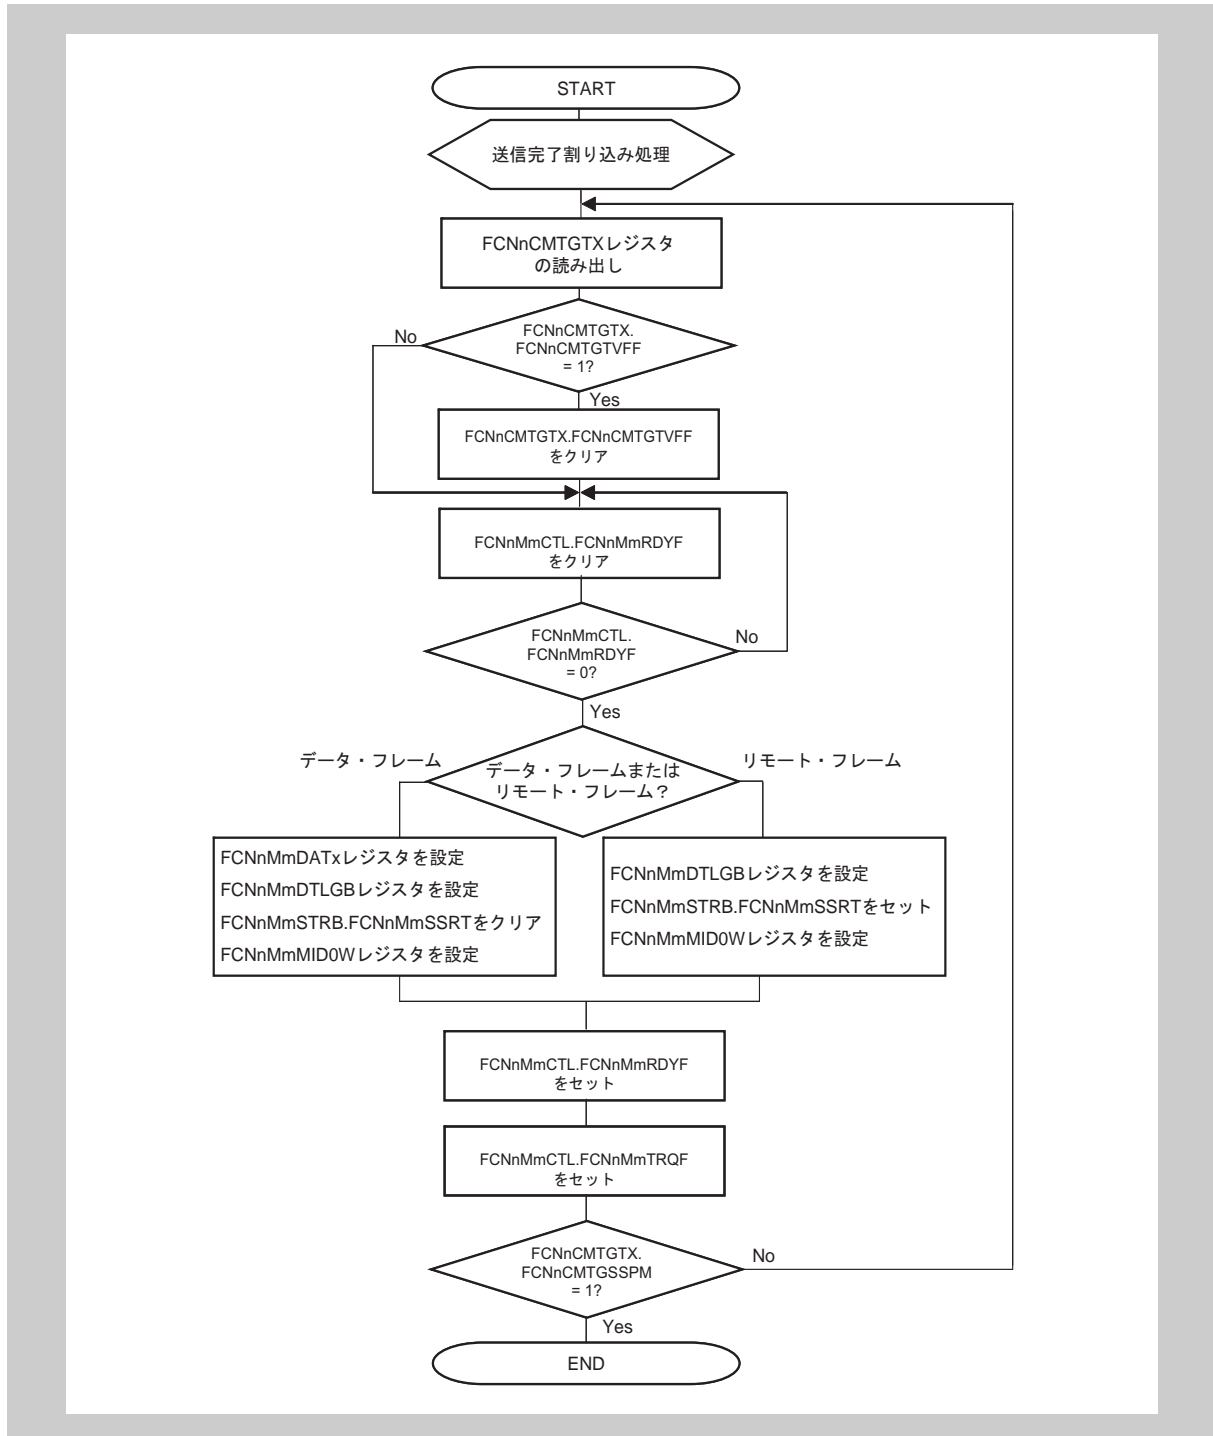 START
送信完了割り込み処理
FCNnCMTGTXレジスタ
の読み出し
No
FCNnCMTGTX.
FCNnCMTGTVFF
= 1?
Yes
FCNnCMTGTX.FCNnCMTGTVFF
をクリア
FCNnMmCTL.FCNnMmRDYF
をクリア
FCNnMmCTL.
FCNnMmRDYF
= 0?
No
Yes
データ・フレーム
データ・フレームまたは
リモート・フレーム？
リモート・フレーム
FCNnMmDATxレジスタを設定
FCNnMmDTLGBレジスタを設定
FCNnMmSTRB.FCNnMmSSRTをクリア
FCNnMmMID0Wレジスタを設定
FCNnMmDTLGBレジスタを設定
FCNnMmSTRB.FCNnMmSSRTをセット
FCNnMmMID0Wレジスタを設定
FCNnMmCTL.FCNnMmRDYF
をセット
FCNnMmCTL.FCNnMmTRQF
をセット
FCNnCMTGTX.
FCNnCMTGSSPM
= 1?
No
Yes
END